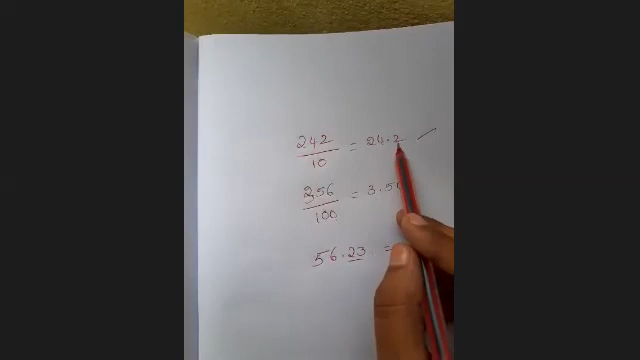 242/10 = 24.2
356/100 = 3.5
56.23 =